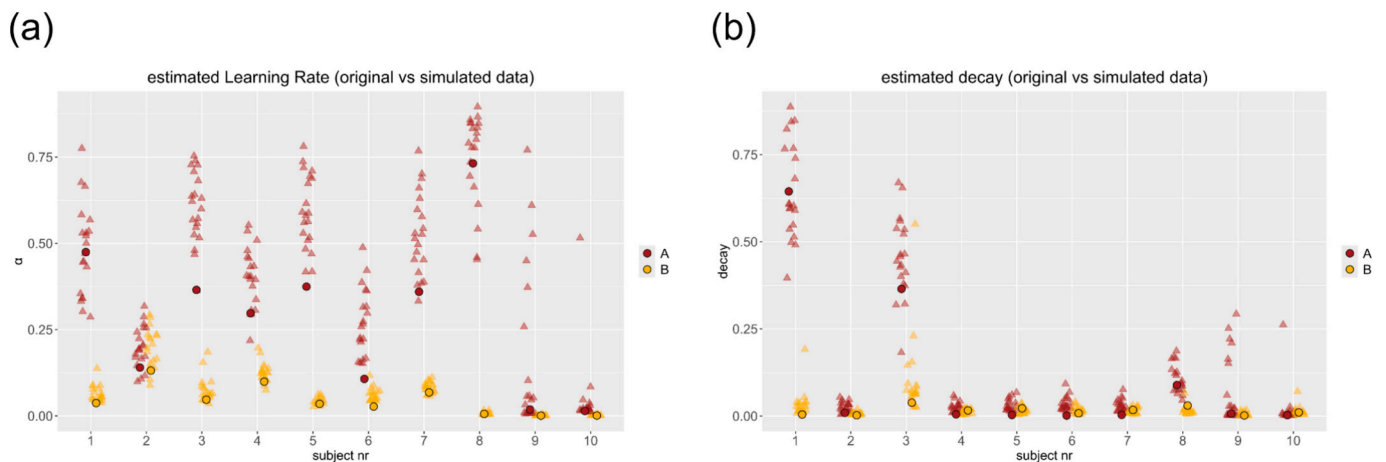 (a)
estimated Learning Rate (original vs simulated data)
0.75
0.50
0.25
0.00
α
1 2 3 4 5 6 7 8 9 10
subject nr
A
B
(b)
estimated decay (original vs simulated data)
0.75
0.50
0.25
0.00
decay
1 2 3 4 5 6 7 8 9 10
subject nr
A
B